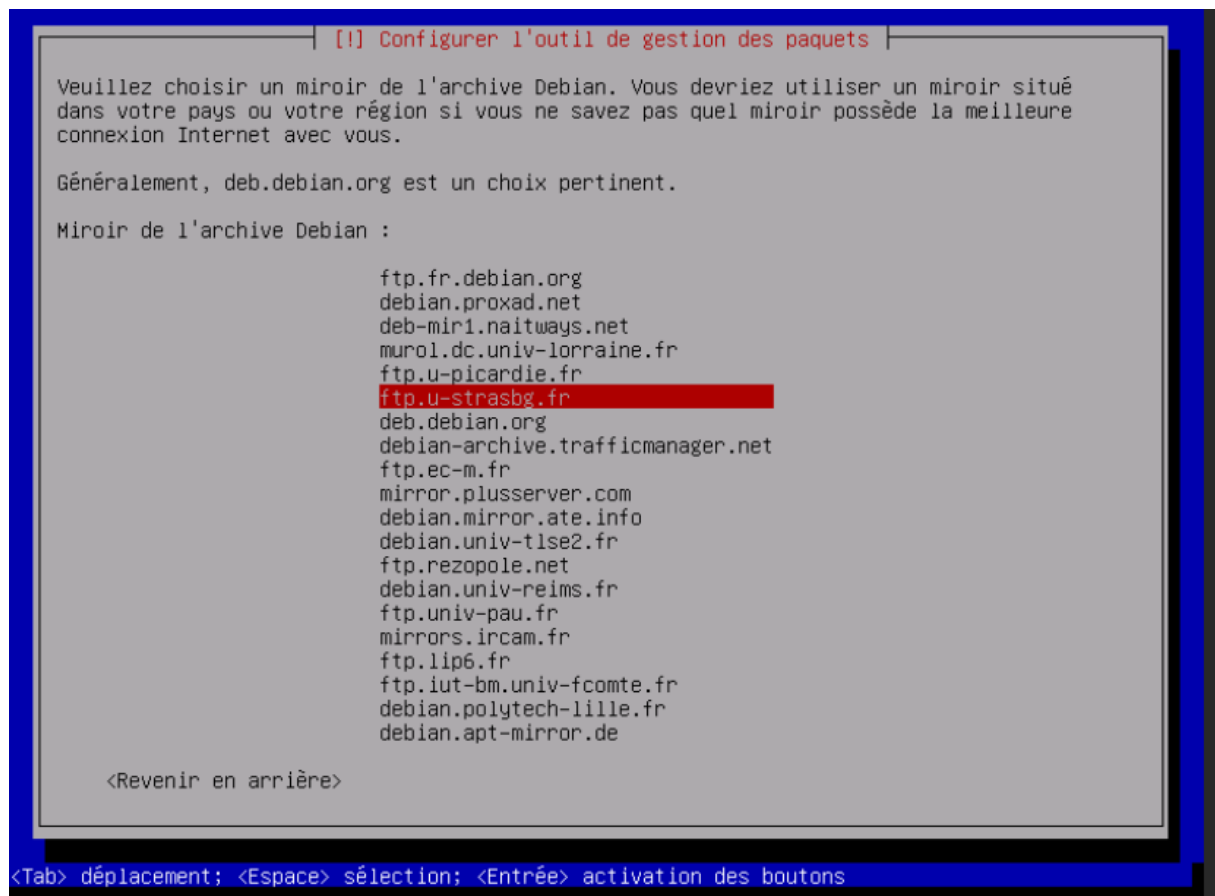 [!] Configurer l'outil de gestion des paquets
Veuillez choisir un miroir de l'archive Debian. Vous devriez utiliser un miroir situé
dans votre pays ou votre région si vous ne savez pas quel miroir possède la meilleure
connexion Internet avec vous.
Généralement, deb.debian.org est un choix pertinent.
Miroir de l'archive Debian :
ftp.fr.debian.org
debian.proxad.net
deb-mir1.naitways.net
murol.dc.univ-lorraine.fr
ftp.u-picardie.fr
ftp.u-strasbg.fr
deb.debian.org
debian-archive.trafficmanager.net
ftp.ec-m.fr
mirror.plusserver.com
debian.mirror.ate.info
debian.univ-tlse2.fr
ftp.rezopole.net
debian.univ-reims.fr
ftp.univ-pau.fr
mirrors.ircam.fr
ftp.lip6.fr
ftp.iut-bm.univ-fcomte.fr
debian.polytech-lille.fr
debian.apt-mirror.de
<Revenir en arrière>
<Tab> déplacement; <Espace> sélection; <Entrée> activation des boutons